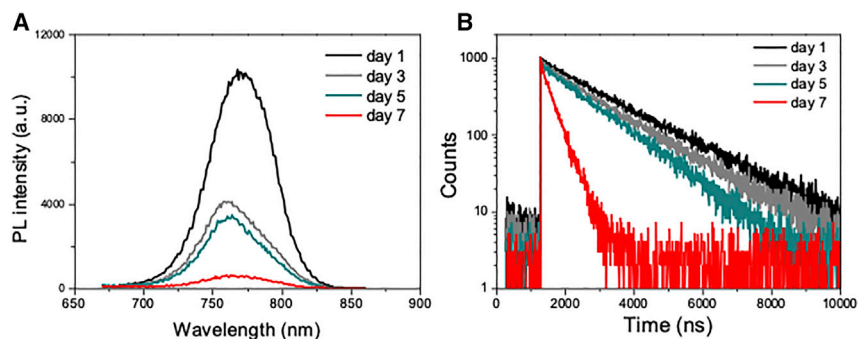 A
PL intensity (a.u.)
12000
8000
4000
0
650
700
750
800
850
900
Wavelength (nm)
day 1
day 3
day 5
day 7
B
Counts
1000
100
10
1
0
2000
4000
6000
8000
10000
Time (ns)
day 1
day 3
day 5
day 7